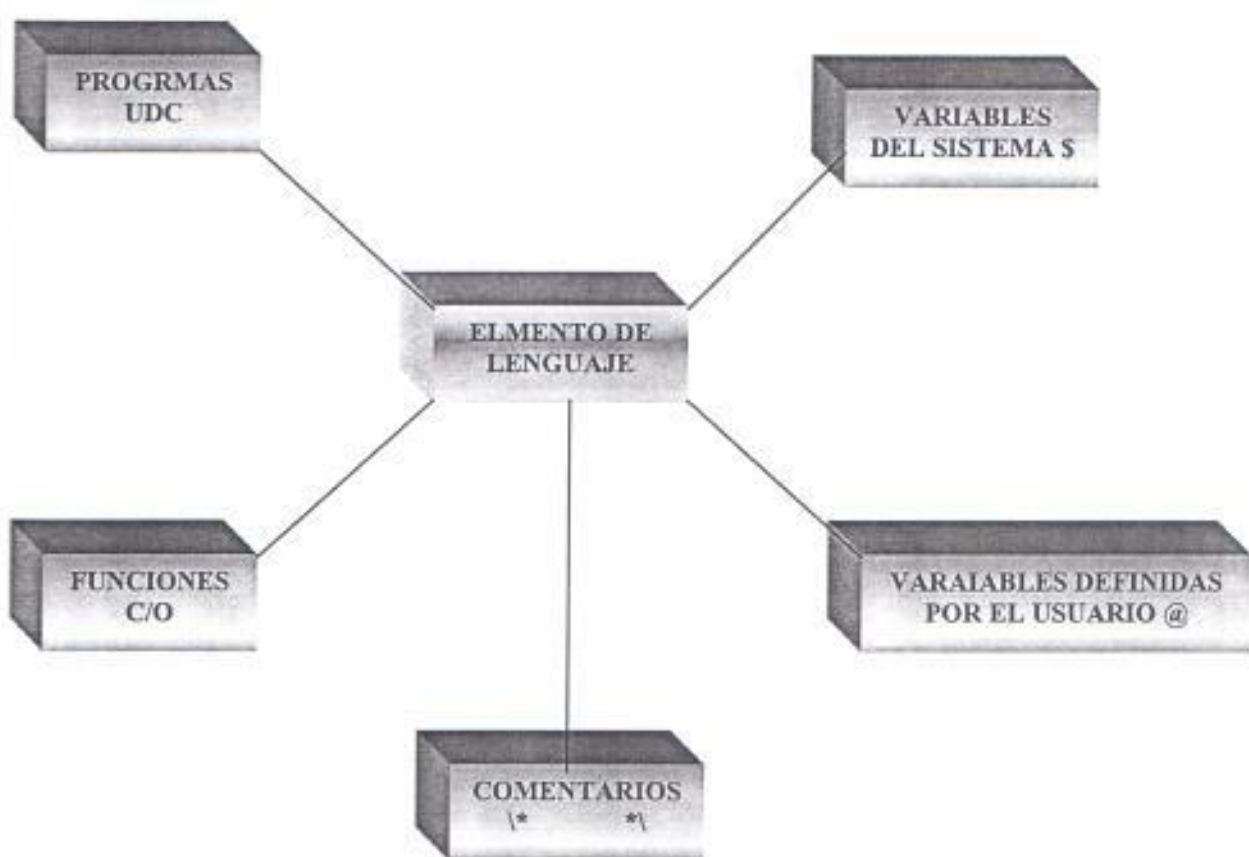 PROGRMAS
UDC
VARIABLES
DEL SISTEMA $
ELMENTO DE
LENGUAJE
FUNCIONES
C/O
VARAIABLES DEFINIDAS
POR EL USUARIO @
COMENTARIOS
\* *\